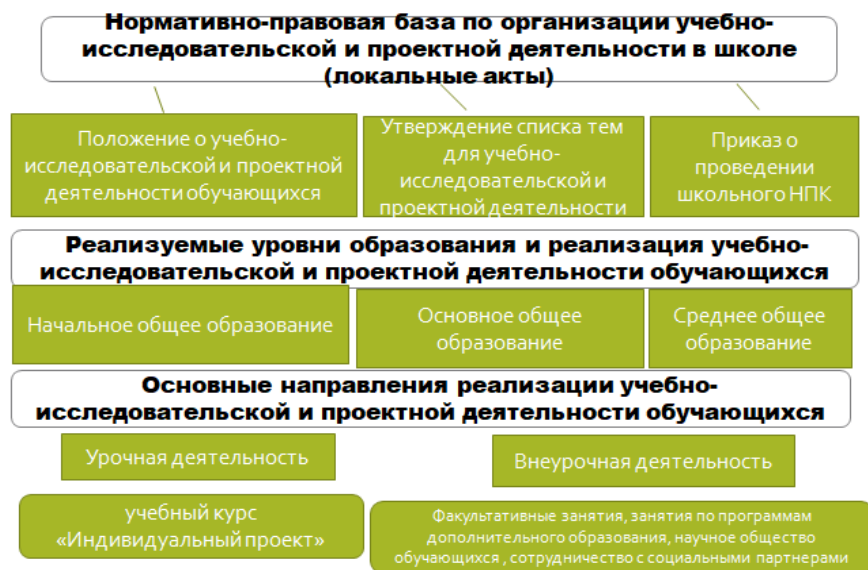 Нормативно-правовая база по организации учебно-
исследовательской и проектной деятельности в школе
(локальные акты)
Положение о учебно-
исследовательской и проектной
деятельности обучающихся
Утверждение списка тем
для учебно-
исследовательской и
проектной деятельности
Приказ о
проведении
школьного НПК
Реализуемые уровни образования и реализация учебно-
исследовательской и проектной деятельности обучающихся
Начальное общее образование
Основное общее
образование
Среднее общее
образование
Основные направления реализации учебно-
исследовательской и проектной деятельности обучающихся
Урочная деятельность
Внеурочная деятельность
учебный курс
«Индивидуальный проект»
Факультативные занятия, занятия по программам
дополнительного образования, научное общество
обучающихся , сотрудничество с социальными партнерами